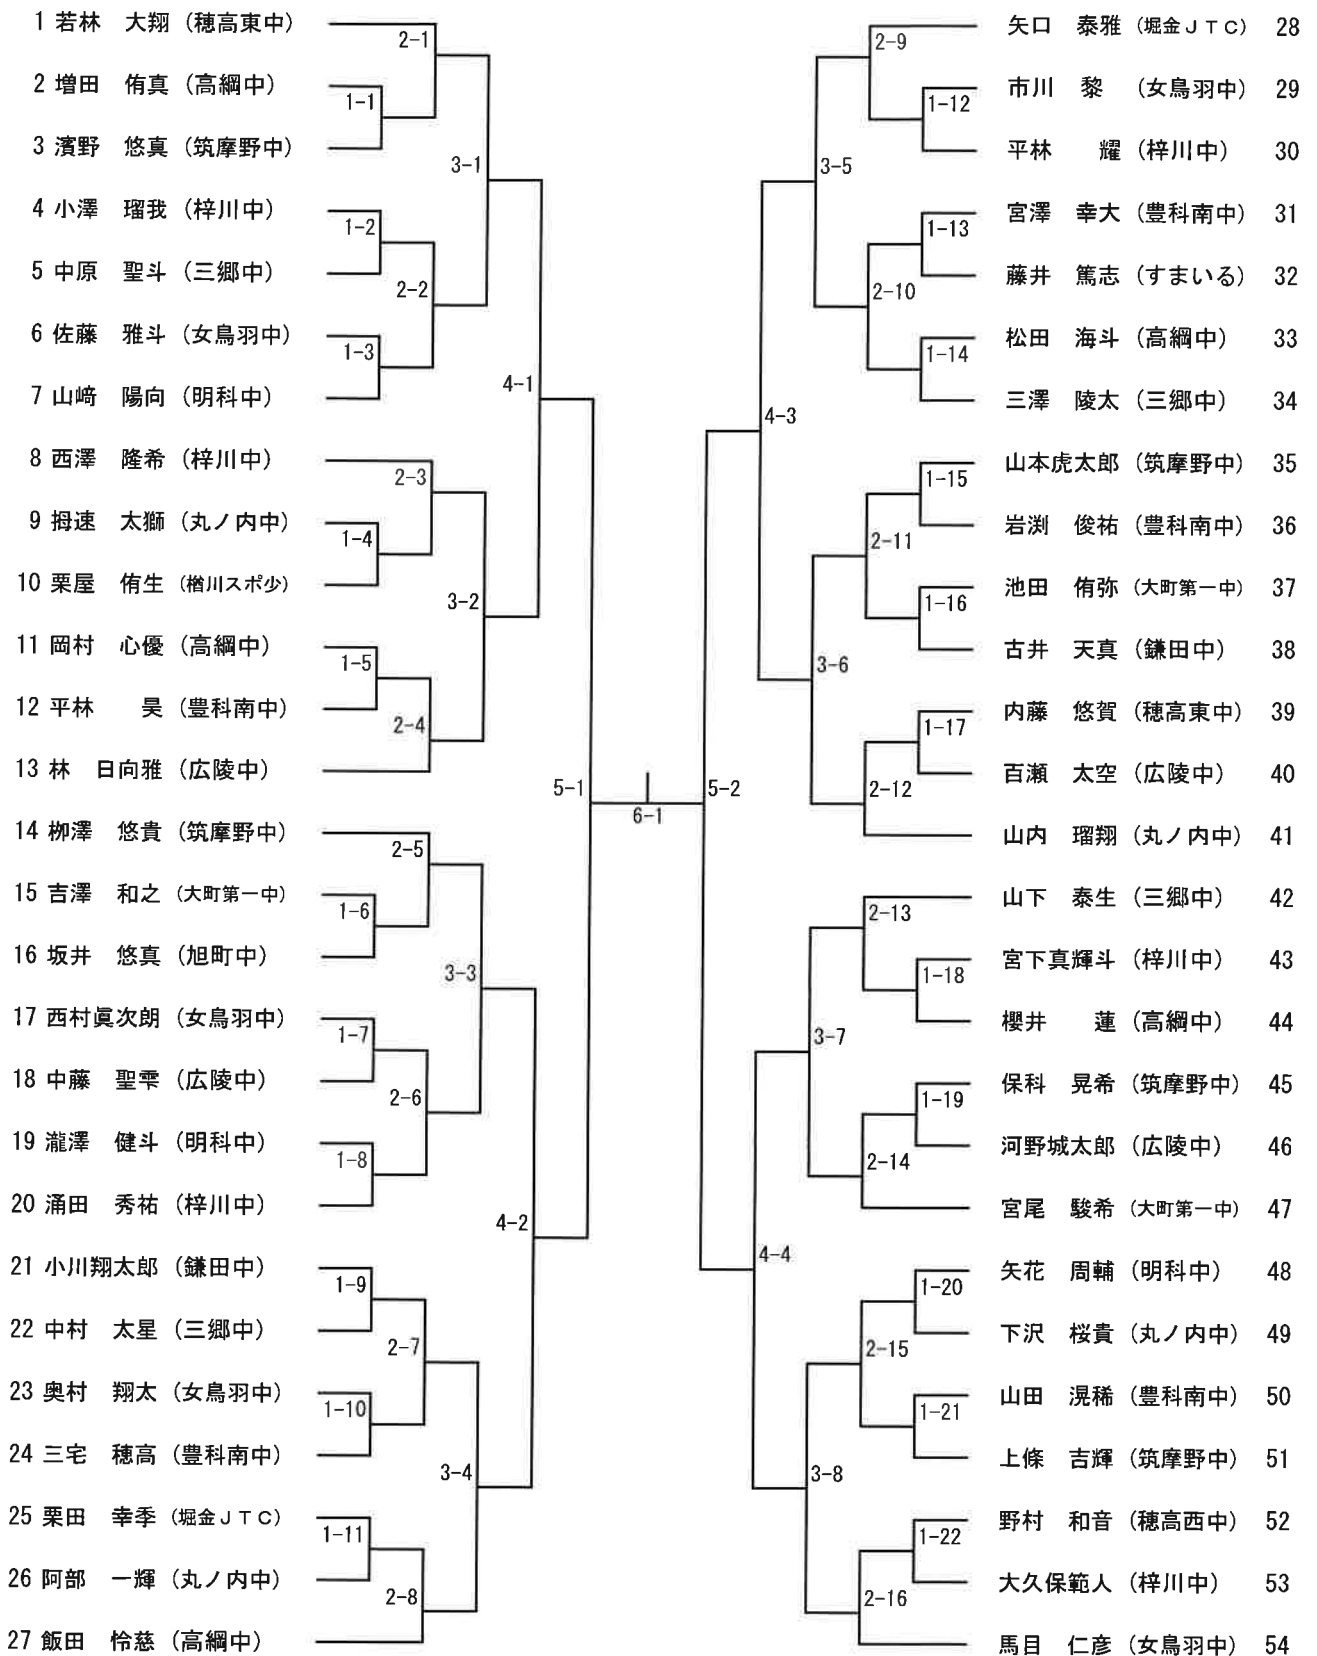 1 若林　大翔（穂高東中）
2 増田　侑真（高綱中）
3 濱野　悠真（筑摩野中）
4 小澤　瑠我（梓川中）
5 中原　聖斗（三郷中）
6 佐藤　雅斗（女鳥羽中）
7 山﨑　陽向（明科中）
8 西澤　隆希（梓川中）
9 拇速　太獅（丸ノ内中）
10 栗屋　侑生（楢川スポ少）
11 岡村　心優（高綱中）
12 平林　　昊（豊科南中）
13 林　日向雅（広陵中）
14 栁澤　悠貴（筑摩野中）
15 吉澤　和之（大町第一中）
16 坂井　悠真（旭町中）
17 西村眞次朗（女鳥羽中）
18 中藤　聖雫（広陵中）
19 瀧澤　健斗（明科中）
20 涌田　秀祐（梓川中）
21 小川翔太郎（鎌田中）
22 中村　太星（三郷中）
23 奥村　翔太（女鳥羽中）
24 三宅　穂高（豊科南中）
25 栗田　幸季（堀金ＪＴＣ）
26 阿部　一輝（丸ノ内中）
27 飯田　怜慈（高綱中）
1-1
1-2
1-3
1-4
1-5
1-6
1-7
1-8
1-9
1-10
1-11
2-1
2-2
2-3
2-4
2-5
2-6
2-7
2-8
3-1
3-2
3-3
3-4
4-1
4-2
5-1
6-1
5-2
4-3
4-4
3-5
3-6
3-7
3-8
2-9
2-10
2-11
2-12
2-13
2-14
2-15
2-16
1-12
1-13
1-14
1-15
1-16
1-17
1-18
1-19
1-20
1-21
1-22
矢口　泰雅（堀金ＪＴＣ） 28
市川　黎　（女鳥羽中） 29
平林　　耀（梓川中） 30
宮澤　幸大（豊科南中） 31
藤井　篤志（すまいる） 32
松田　海斗（高綱中） 33
三澤　陵太（三郷中） 34
山本虎太郎（筑摩野中） 35
岩渕　俊祐（豊科南中） 36
池田　侑弥（大町第一中） 37
古井　天真（鎌田中） 38
内藤　悠賀（穂高東中） 39
百瀬　太空（広陵中） 40
山内　瑠翔（丸ノ内中） 41
山下　泰生（三郷中） 42
宮下真輝斗（梓川中） 43
櫻井　　蓮（高綱中） 44
保科　晃希（筑摩野中） 45
河野城太郎（広陵中） 46
宮尾　駿希（大町第一中） 47
矢花　周輔（明科中） 48
下沢　桜貴（丸ノ内中） 49
山田　滉稀（豊科南中） 50
上條　吉輝（筑摩野中） 51
野村　和音（穂高西中） 52
大久保範人（梓川中） 53
馬目　仁彦（女鳥羽中） 54